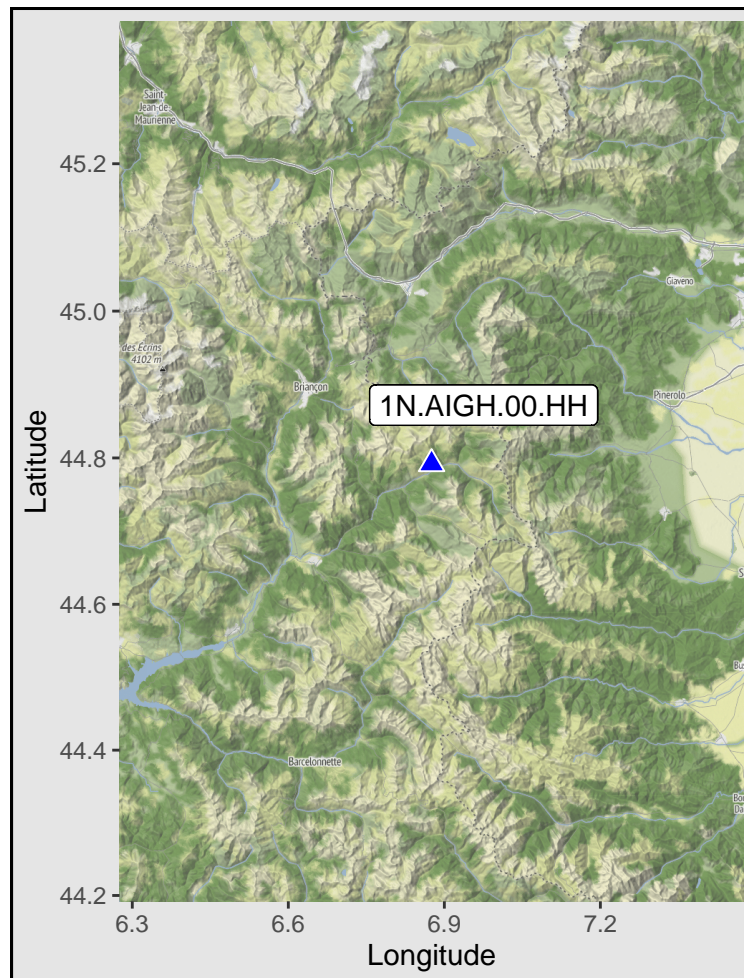 Saint
Jean-de-
Maurienne
45.2
45.0
Giaveno
des Écrins
4102 m
Briançon
Pinerolo
1N.AIGH.00.HH
44.8
Latitude
44.6
44.4
Barcelonnette
44.2
6.3
6.6
6.9
7.2
Longitude